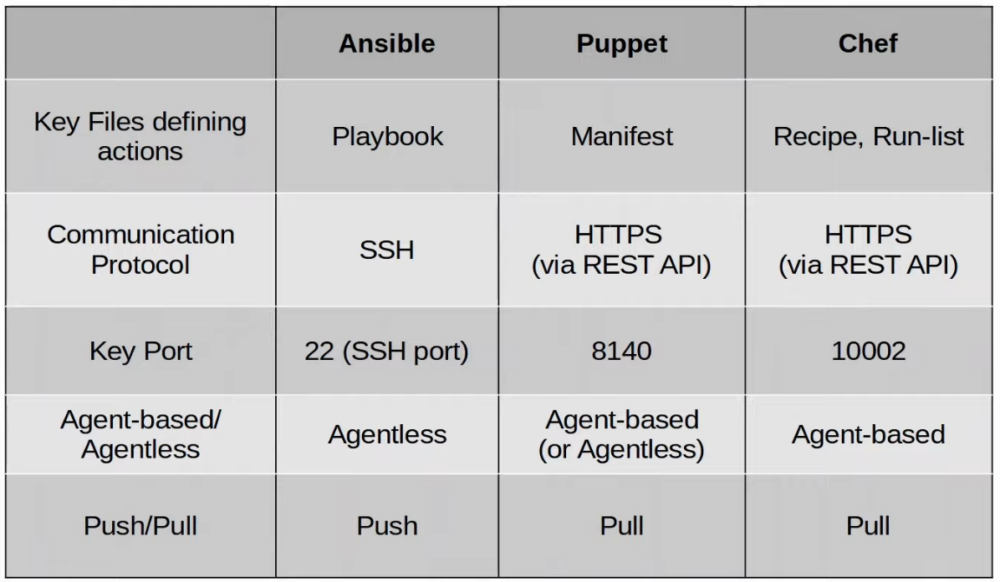 Ansible Puppet Chef
Key Files defining
actions
Playbook Manifest Recipe, Run-list
Communication
Protocol
SSH
HTTPS
(via REST API)
HTTPS
(via REST API)
Key Port 22 (SSH port) 8140 10002
Agent-based/
Agentless
Agentless
Agent-based
(or Agentless)
Agent-based
Push/Pull Push Pull Pull